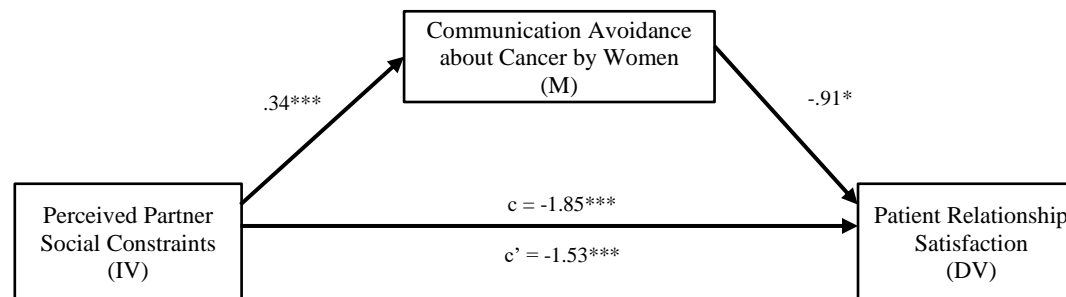 Communication Avoidance
about Cancer by Women
(M)
.34***
-.91*
Perceived Partner
Social Constraints
(IV)
c = -1.85***
c’ = -1.53***
Patient Relationship
Satisfaction
(DV)